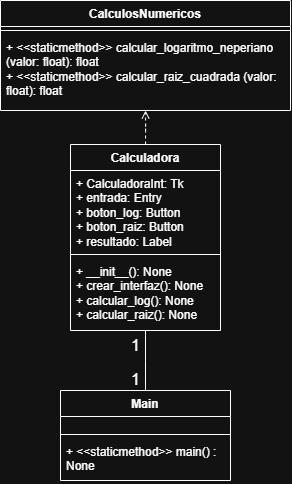 CalculosNumericos
+ <<staticmethod>> calcular_logaritmo_neperiano
(valor: float): float
+ <<staticmethod>> calcular_raiz_cuadrada (valor:
float): float
Calculadora
+ CalculadoraInt: Tk
+ entrada: Entry
+ boton_log: Button
+ boton_raiz: Button
+ resultado: Label
+ __init__(): None
+ crear_interfaz(): None
+ calcular_log(): None
+ calcular_raiz(): None
1
1
Main
+ <<staticmethod>> main() :
None